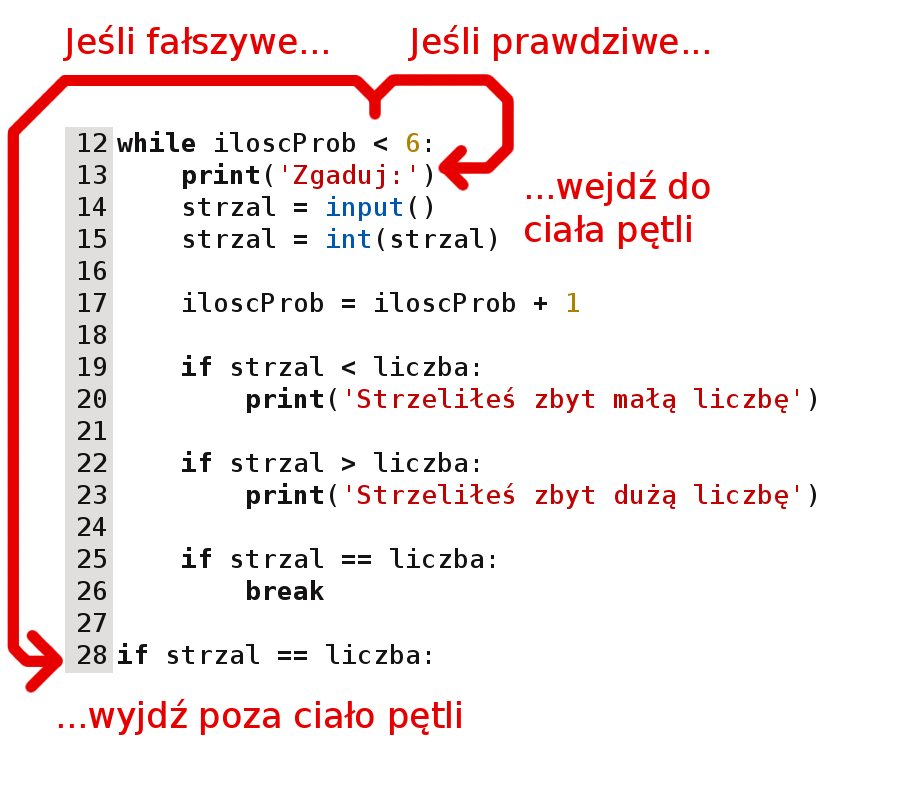 Jeśli fałszywe...
Jeśli prawdziwe...
12 while iloscProb < 6:
13     print('Zgaduj:')
...wejdź do
14     strzal = input()
ciała pętli
15     strzal = int(strzal)
16
17     iloscProb = iloscProb + 1
18
19     if strzal < liczba:
20         print('Strzeliłeś zbyt małą liczbę')
21
22     if strzal > liczba:
23         print('Strzeliłeś zbyt dużą liczbę')
24
25     if strzal == liczba:
26         break
27
28 if strzal == liczba:
...wyjdź poza ciało pętli